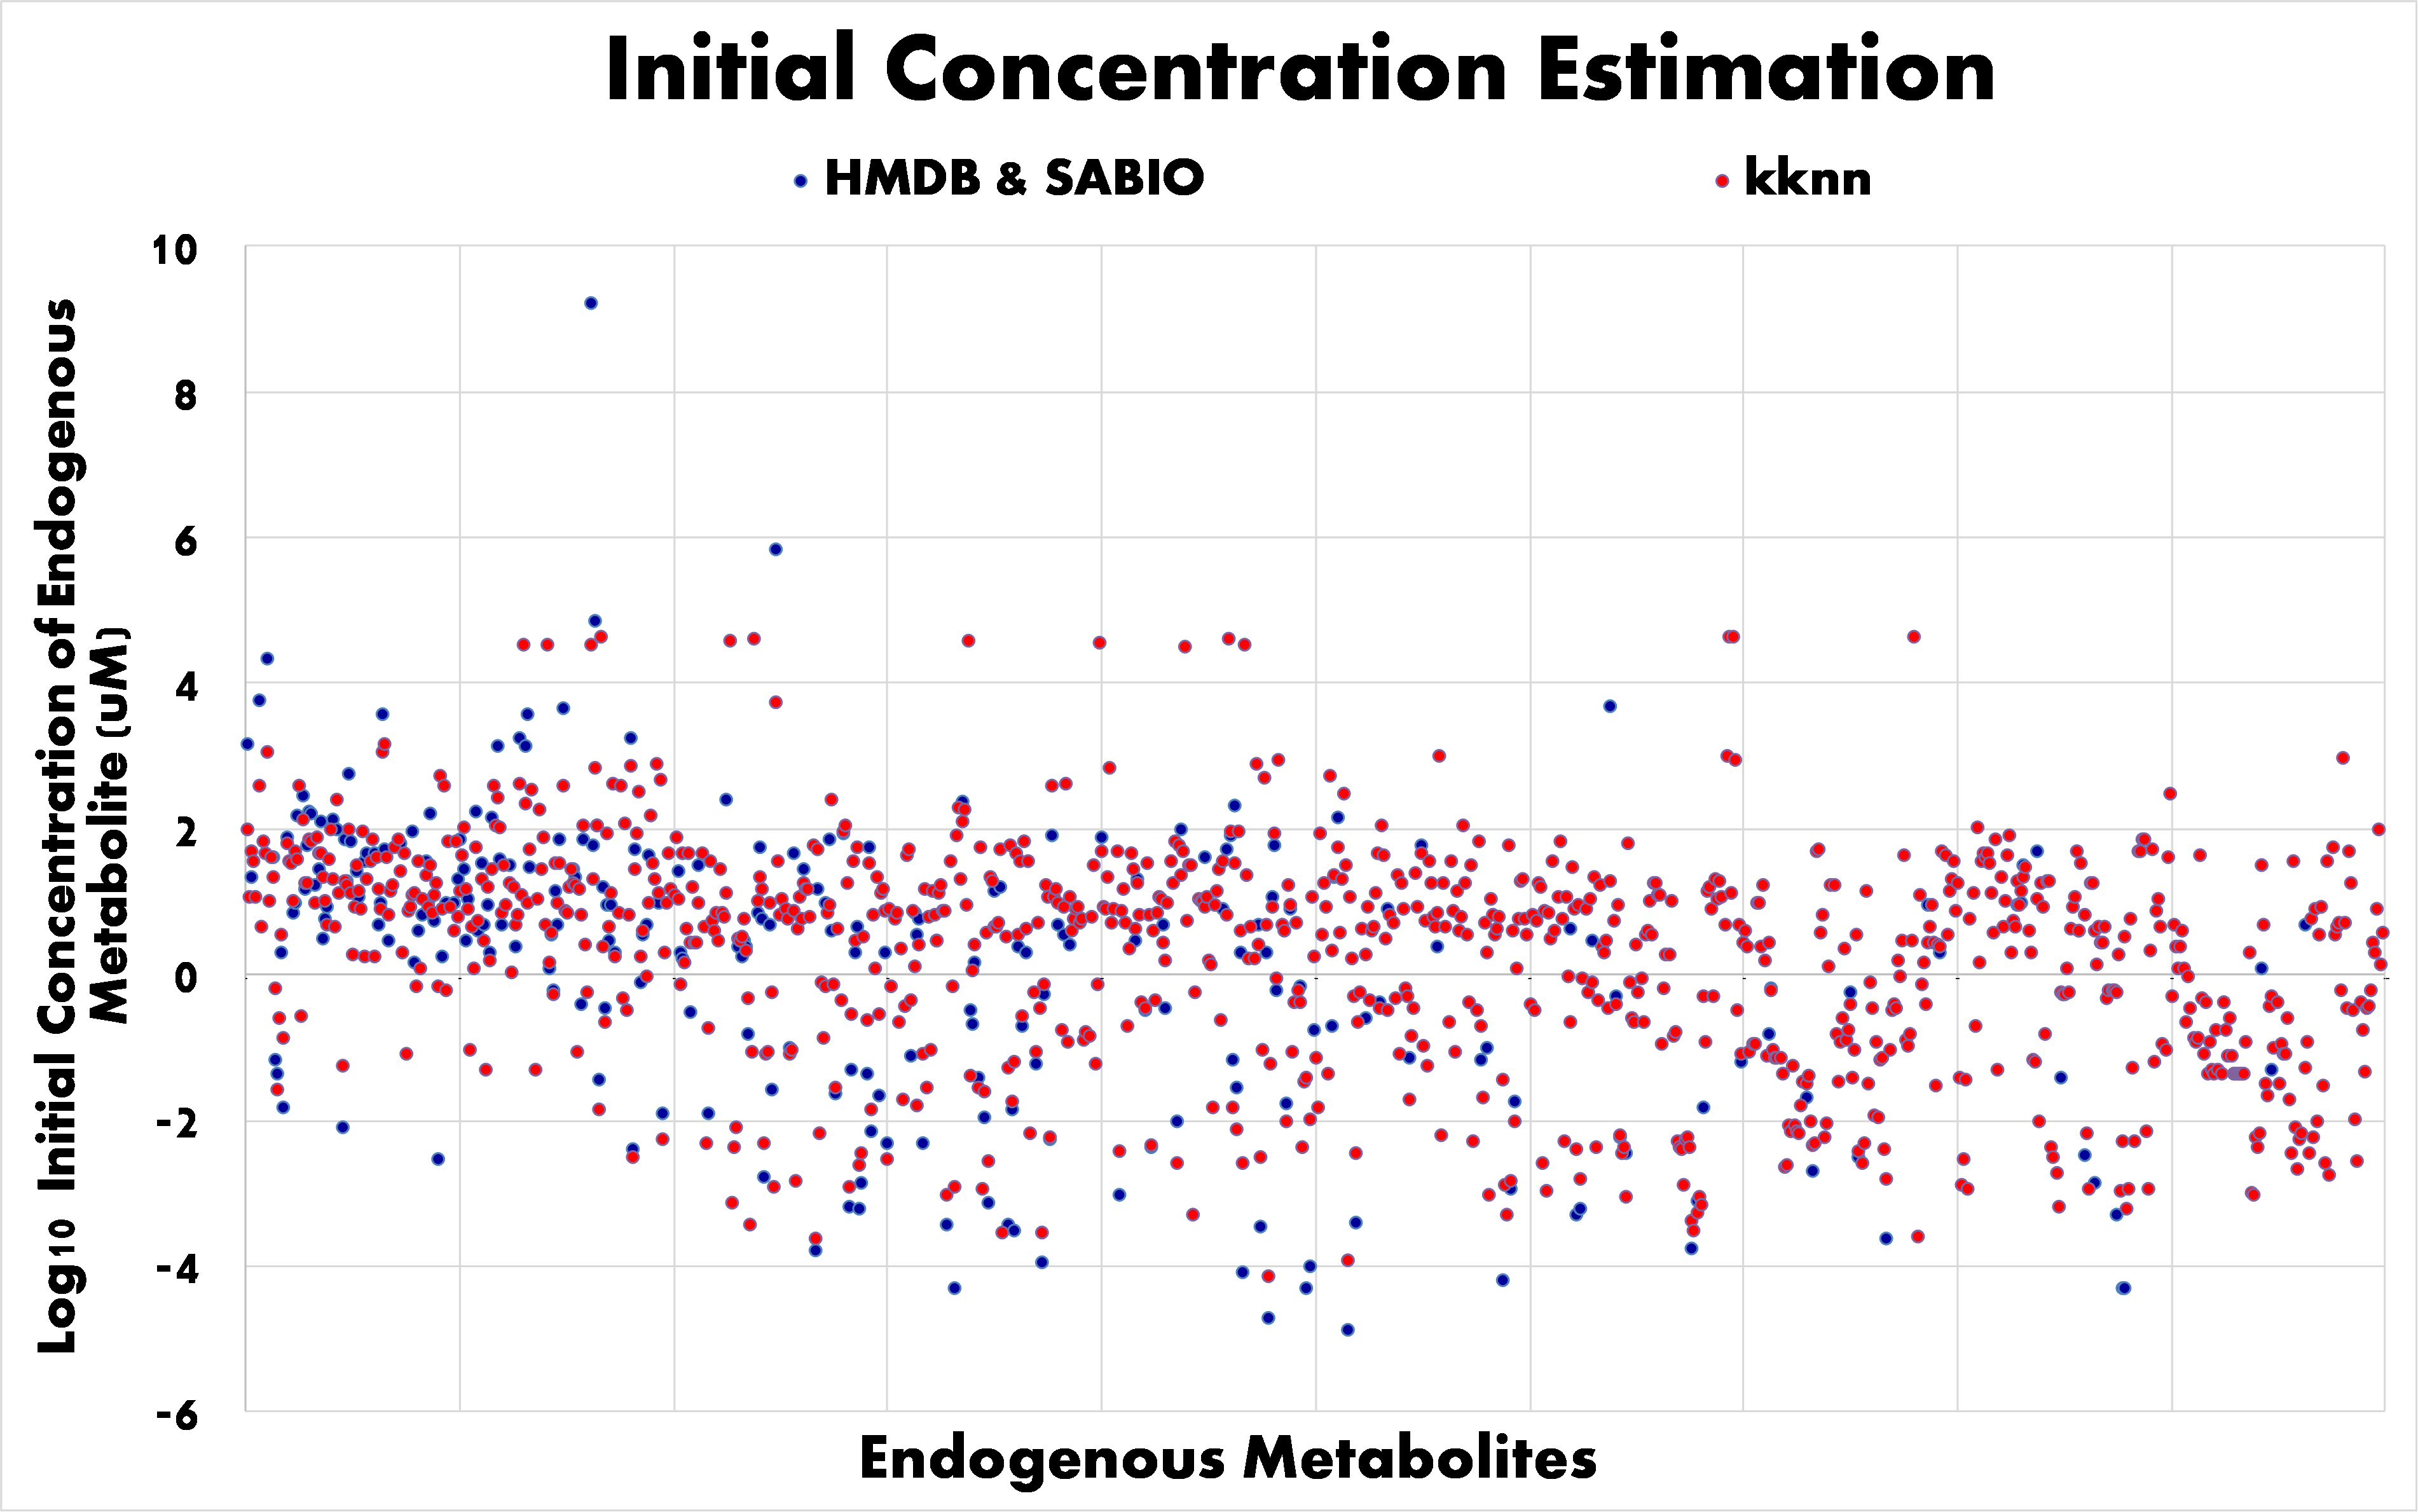 Initial Concentration Estimation
HMDB & SABIO
kknn
10
8
6
4
2
0
-2
-4
-6
Log10 Initial Concentration of Endogenous
Metabolite (uM)
Endogenous Metabolites